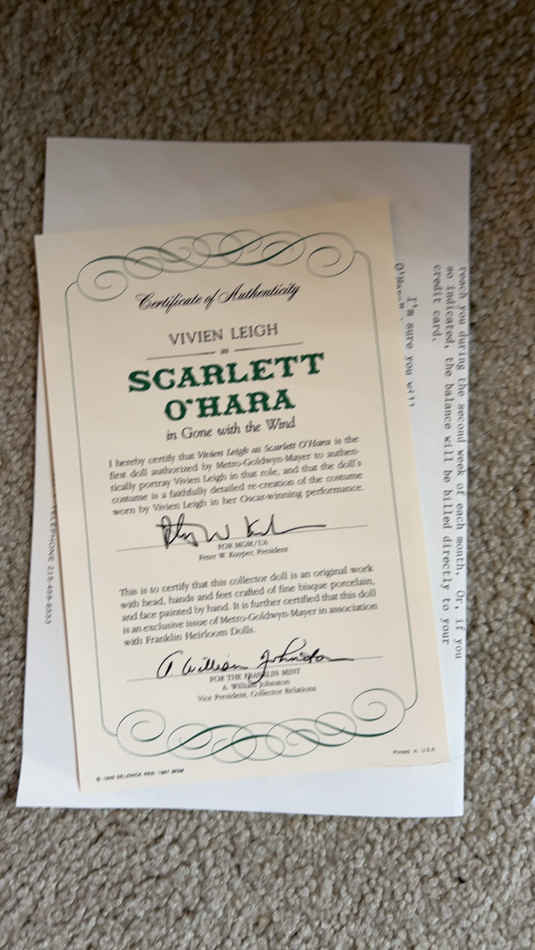 Certificate of Authenticity
VIVIEN LEIGH
as
SCARLETT
O'HARA
in Gone with the Wind
I hereby certify that Vivien Leigh as Scarlett O'Hara is the
first doll authorized by Metro-Goldwyn-Mayer to authen-
tically portray Vivien Leigh in that role, and that the doll's
costume is a faithfully detailed re-creation of the costume
worn by Vivien Leigh in her Oscar-winning performance.
FOR MGM/UA
Peter W. Kuyper, President
This is to certify that this collector doll is an original work
with head, hands and feet crafted of fine bisque porcelain,
and face painted by hand. It is further certified that this doll
is an exclusive issue of Metro-Goldwyn-Mayer in association
with Franklin Heirloom Dolls.
A William Johnston
FOR THE FRANKLIN MINT
A. William Johnston
Vice President, Collector Relations
Printed in U.S.A.
reach you during the second week of each month. Or, if you
so indicated, the balance will be billed directly to your
credit card.
I'm sure you will
O'Hara